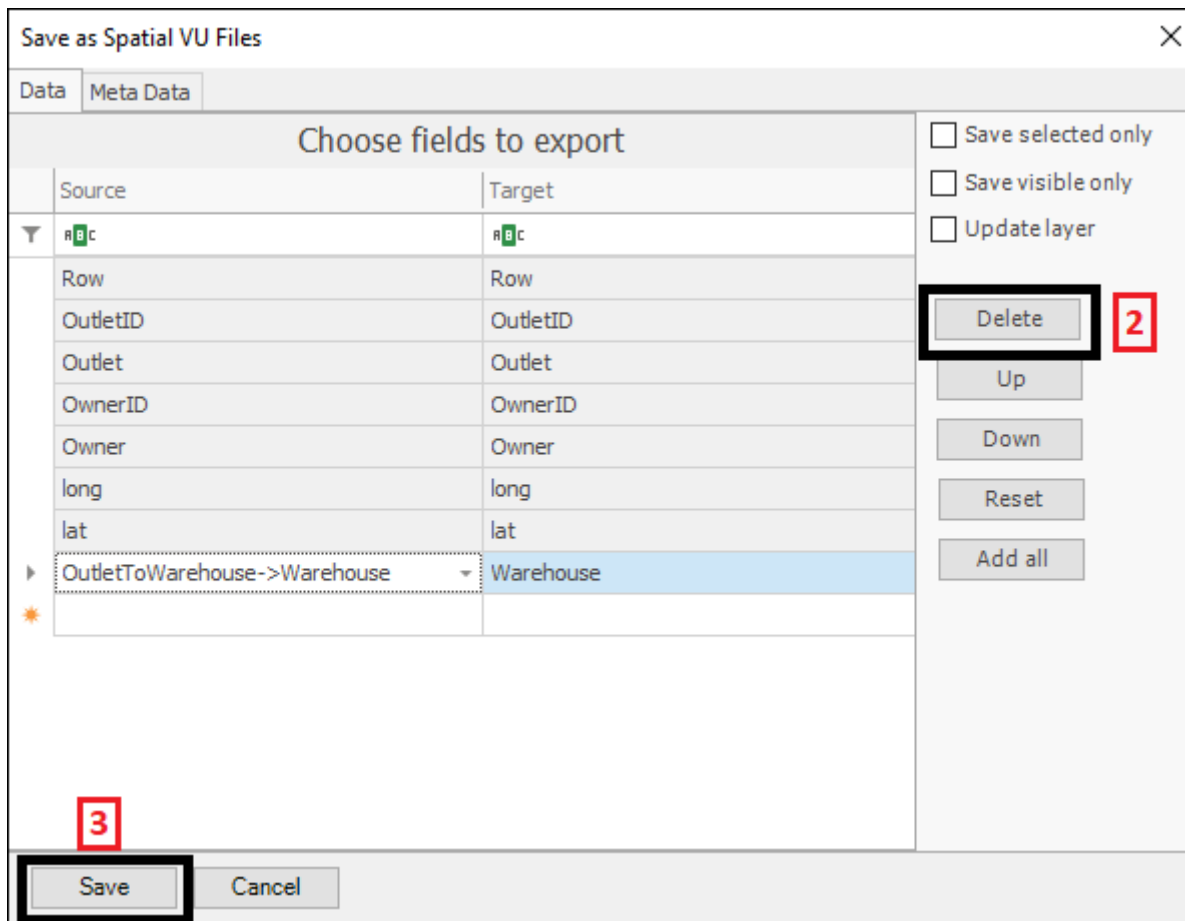 Save as Spatial VU Files
Data Meta Data
Choose fields to export
Source Target
ABC ABC
Row Row
OutletID OutletID
Outlet Outlet
OwnerID OwnerID
Owner Owner
long long
lat lat
OutletToWarehouse->Warehouse Warehouse
Save selected only
Save visible only
Update layer
Delete 2
Up
Down
Reset
Add all
3
Save Cancel